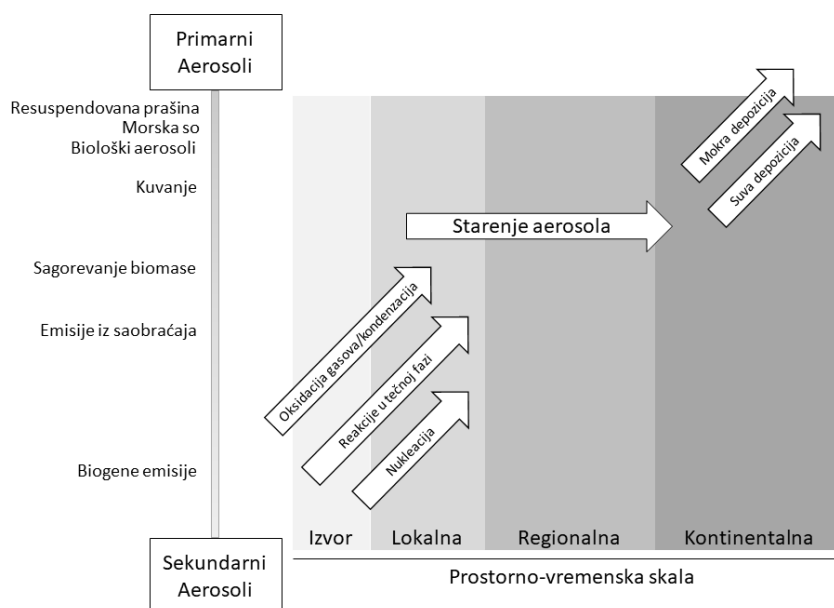 Primarni
Aerosoli
Resuspendovana prašina
Morska so
Biološki aerosoli
Kuvanje
Sagorevanje biomase
Emisije iz saobraćaja
Biogene emisije
Sekundarni
Aerosoli
Oksidacija gasova/kondenzacija
Reakcije u tečnoj fazi
Nukleacija
Starenje aerosola
Mokra depozicija
Suva depozicija
Izvor
Lokalna
Regionalna
Kontinentalna
Prostorno-vremenska skala